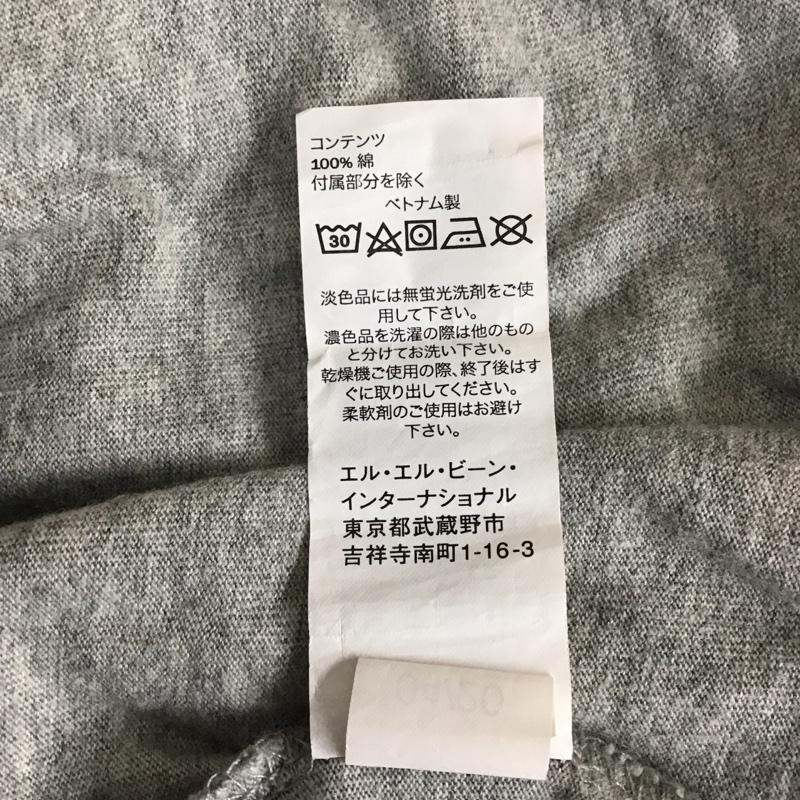 コンテンツ
100% 綿
付属部分を除く
ベトナム製
30
淡色品には無蛍光洗剤をご使
用して下さい。
濃色品を洗濯の際は他のもの
と分けてお洗い下さい。
乾燥機ご使用の際、終了後はす
ぐに取り出してください。
柔軟剤のご使用はお避け
下さい。
エル・エル・ビーン・
インターナショナル
東京都武蔵野市
吉祥寺南町1-16-3
04/20